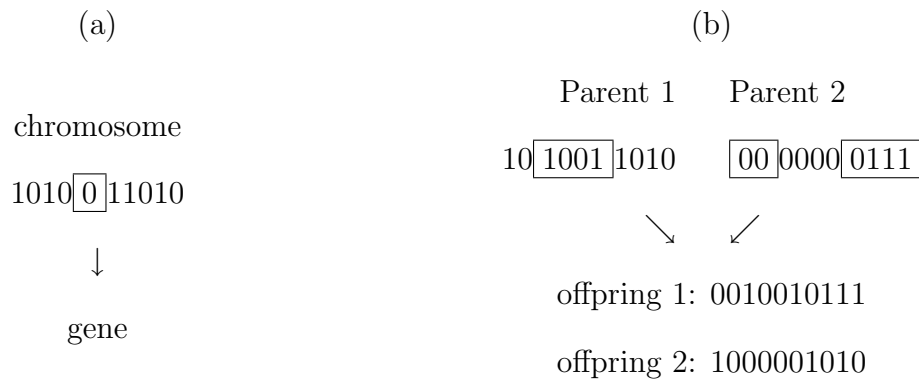 (a)
chromosome
1010 0 11010
↓
gene
(b)
Parent 1 Parent 2
10 1001 1010 00 0000 0111
↘ ↙
offpring 1: 0010010111
offpring 2: 1000001010